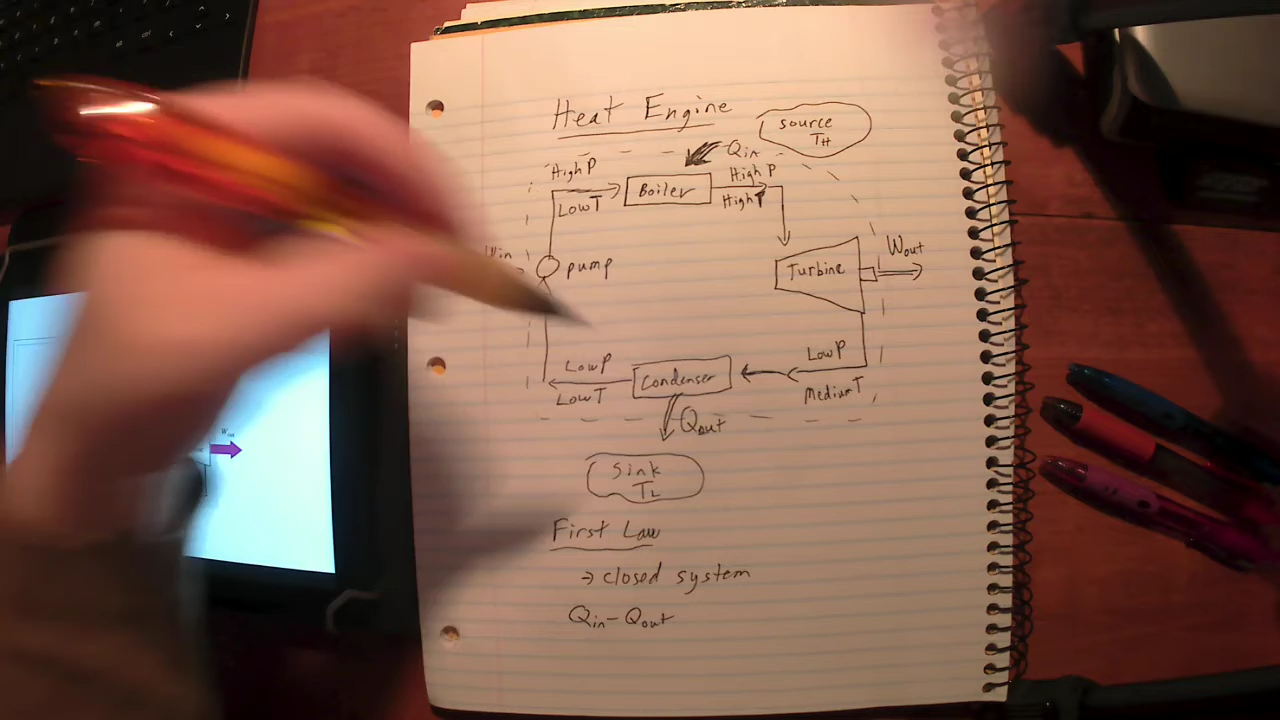 Heat Engine
source
TH
Qin
High P
High P
Boiler
Low T
High T
Win
pump
Turbine
Wout
Low P
Low P
Condenser
Low T
Medium T
Qout
Sink
TL
First Law
→ closed system
Qin - Qout
Wout